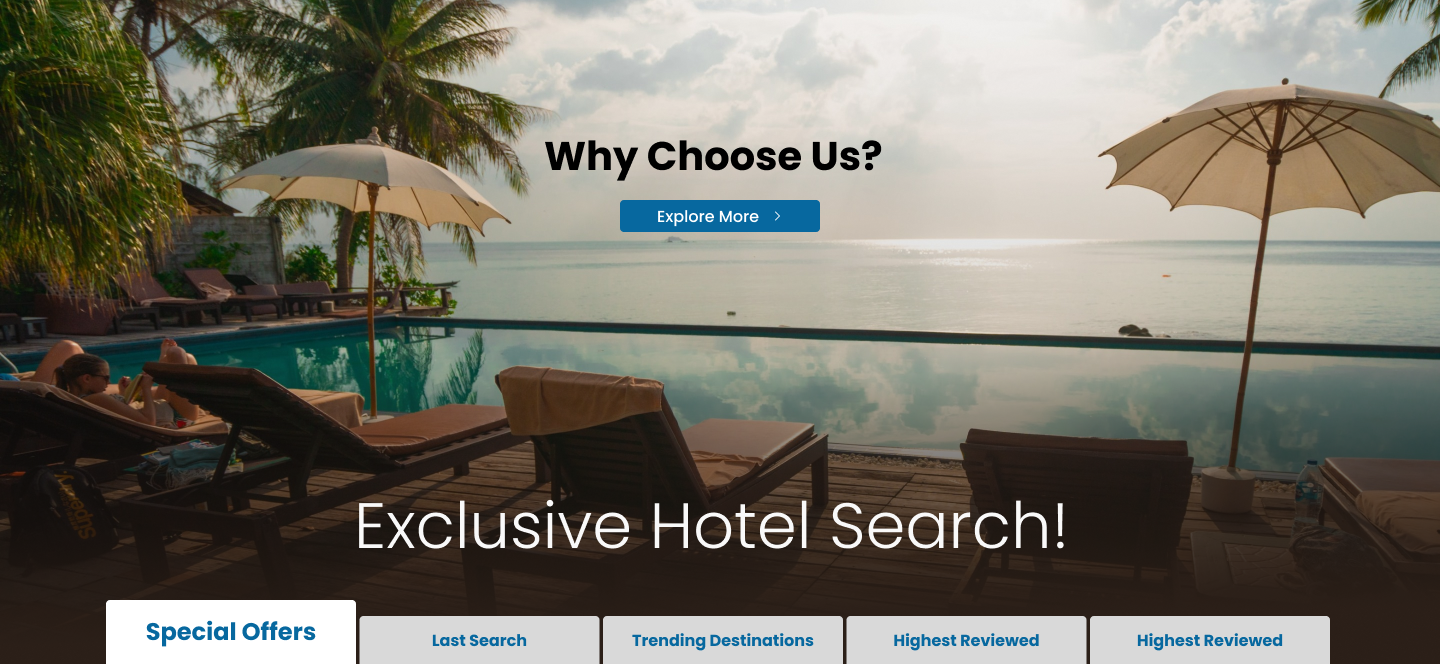 Why Choose Us?
Explore More
Exclusive Hotel Search!
Special Offers
Last Search
Trending Destinations
Highest Reviewed
Highest Reviewed